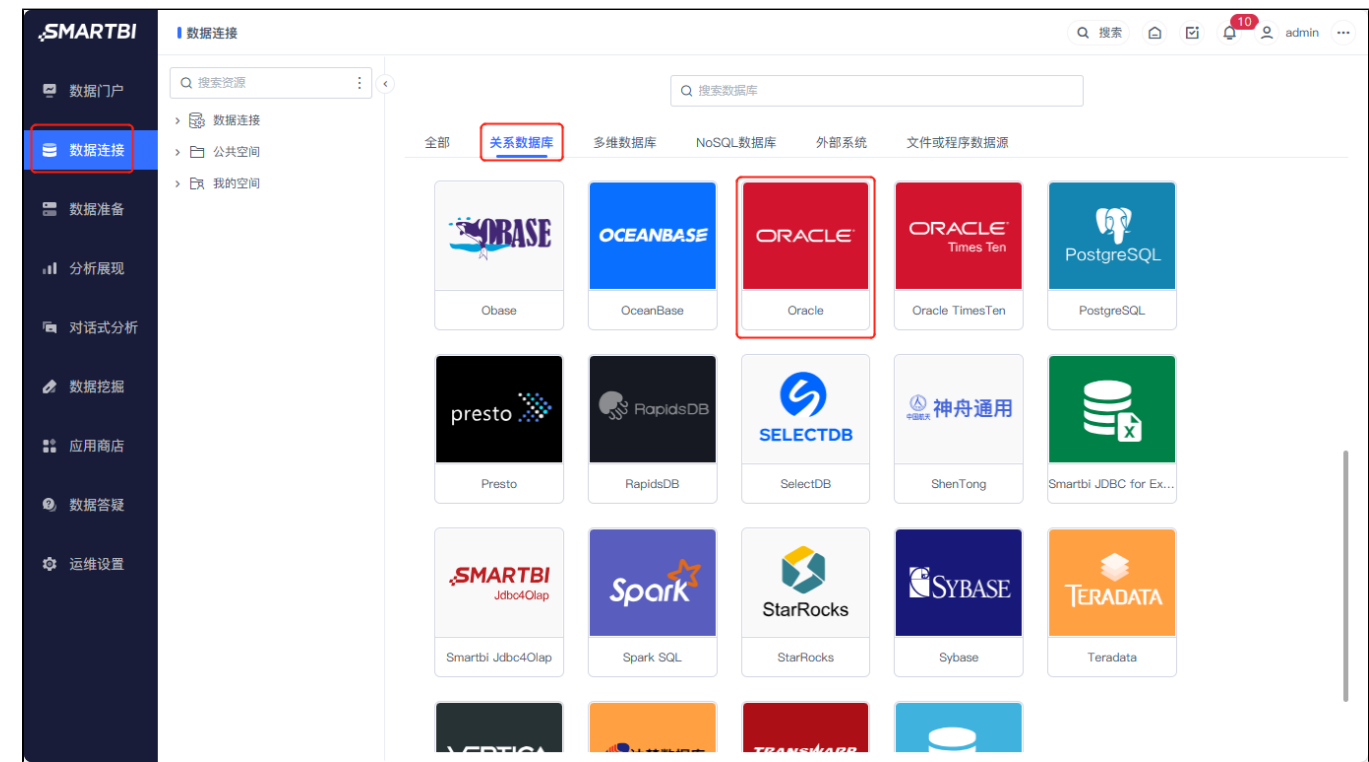 SMARTBI
数据连接
搜索
10
admin
数据门户
数据连接
数据准备
分析展现
对话式分析
数据挖掘
应用商店
数据答疑
运维设置
搜索资源
数据连接
公共空间
我的空间
搜索数据库
全部 关系数据库 多维数据库 NoSQL数据库 外部系统 文件或程序数据源
OBASE
OCEANBASE
ORACLE
ORACLE
Times Ten
PostgreSQL
Obase OceanBase Oracle Oracle TimesTen PostgreSQL
presto
RapidsDB
SELECTDB
中国航天 神舟通用
X
Presto RapidsDB SelectDB ShenTong Smartbi JDBC for Ex...
SMARTBI
Jdbc4Olap
Spark
StarRocks
SYBASE
TERADATA
Smartbi Jdbc4Olap Spark SQL StarRocks Sybase Teradata
VERTICA
TRANSWARP